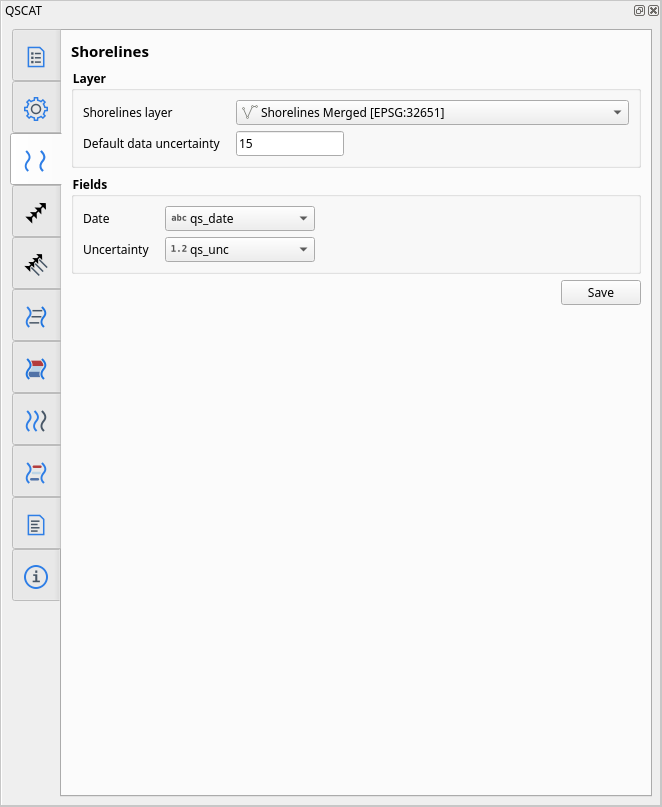 QSCAT
Shorelines
Layer
Shorelines layer
Shorelines Merged [EPSG:32651]
Default data uncertainty
15
Fields
Date
abc qs_date
Uncertainty
1.2 qs_unc
Save